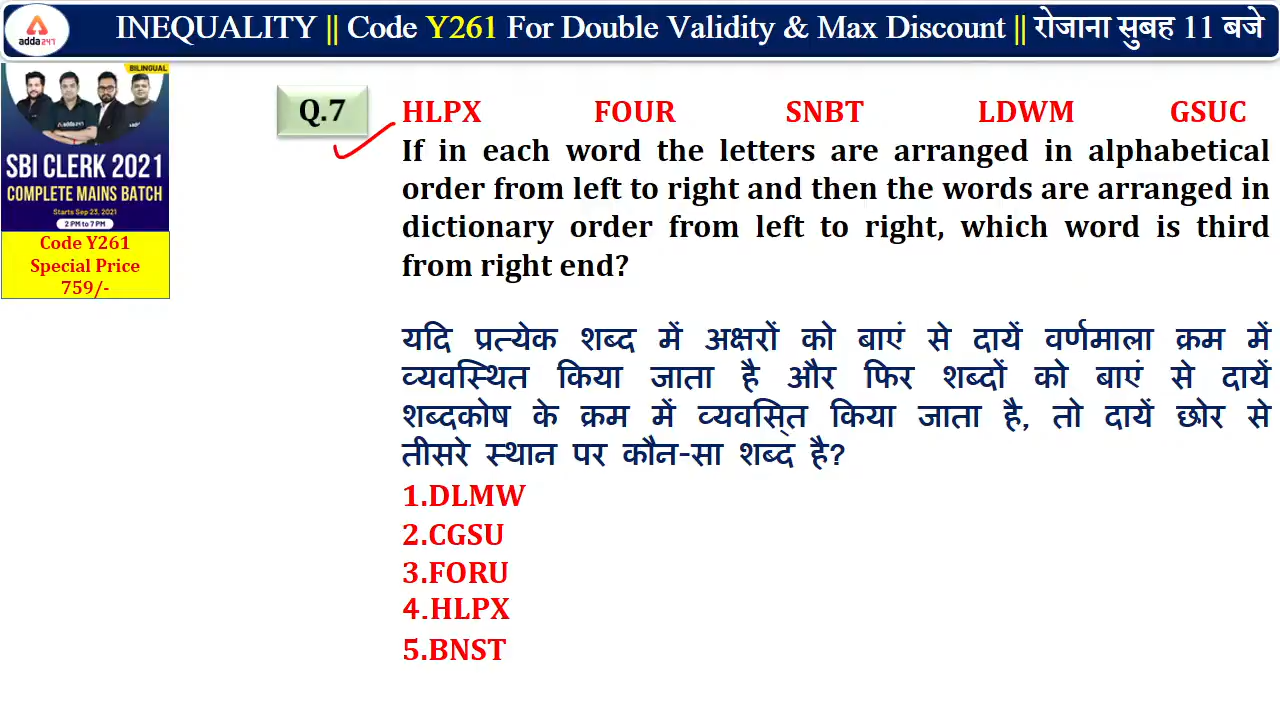 INEQUALITY || Code Y261 For Double Validity & Max Discount || रोजाना सुबह 11 बजे
adda247
BILINGUAL
SBI CLERK 2021
COMPLETE MAINS BATCH
Starts Sep 23, 2021
2 PM to 7 PM
Code Y261
Special Price
759/-
Q.7
HLPX FOUR SNBT LDWM GSUC
If in each word the letters are arranged in alphabetical
order from left to right and then the words are arranged in
dictionary order from left to right, which word is third
from right end?
यदि प्रत्येक शब्द में अक्षरों को बाएं से दायें वर्णमाला क्रम में
व्यवस्थित किया जाता है और फिर शब्दों को बाएं से दायें
शब्दकोष के क्रम में व्यवस्ति किया जाता है, तो दायें छोर से
तीसरे स्थान पर कौन-सा शब्द है?
1.DLMW
2.CGSU
3.FORU
4.HLPX
5.BNST